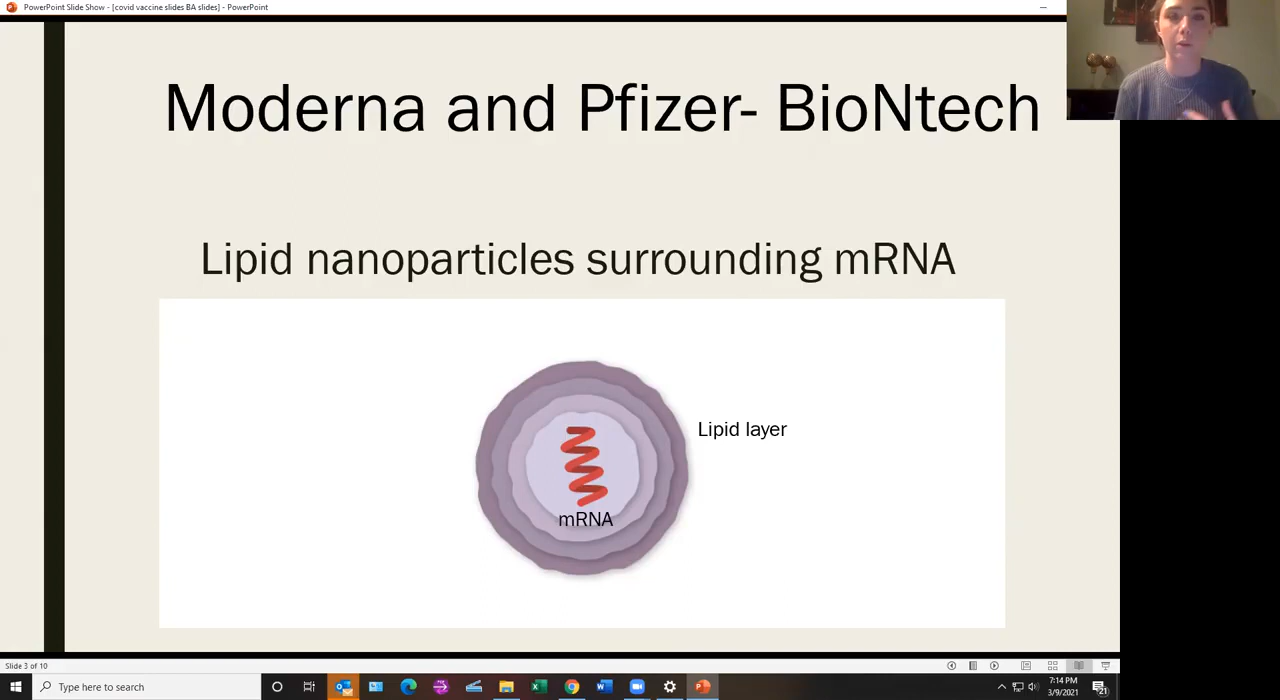 PowerPoint Slide Show - [covid vaccine slides BA slides] - PowerPoint
Moderna and Pfizer- BioNtech
Lipid nanoparticles surrounding mRNA
Lipid layer
mRNA
Slide 3 of 10
Type here to search
7:14 PM
3/9/2021
21